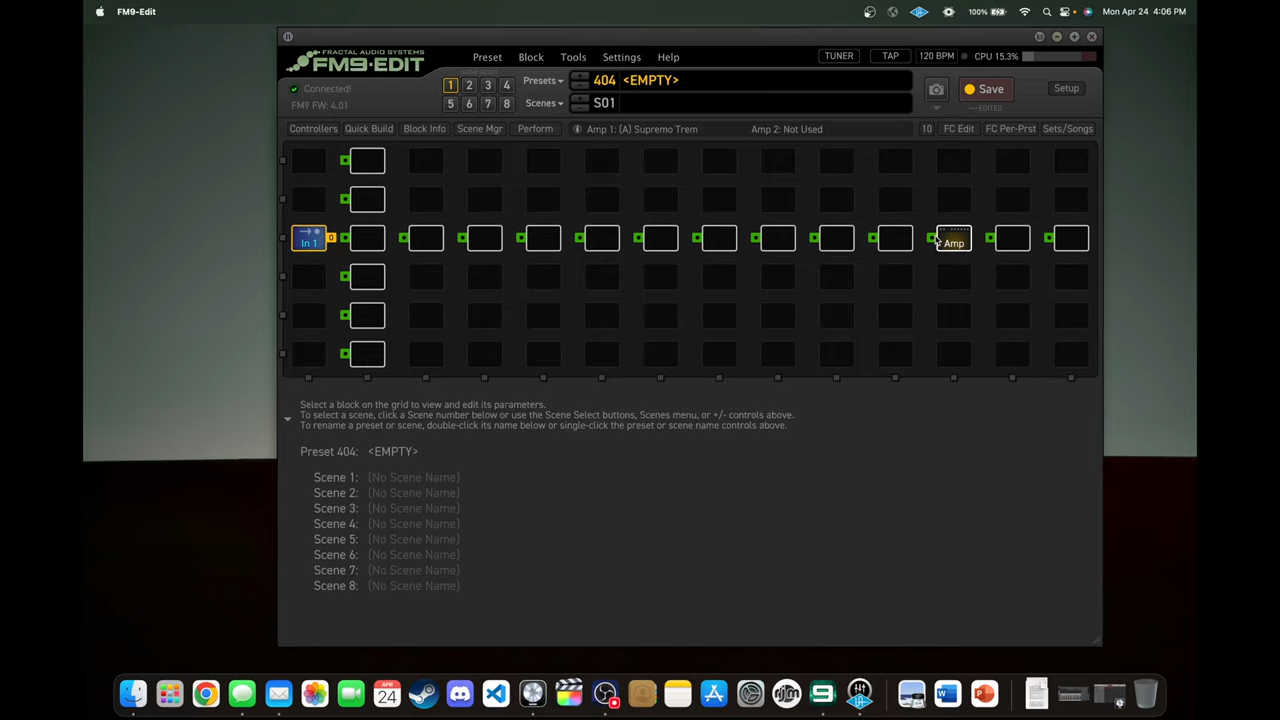 FM9-Edit
100%
Mon Apr 24 4:06 PM
FRACTAL AUDIO SYSTEMS
FM9-EDIT
Preset Block Tools Settings Help
TUNER TAP 120 BPM CPU 15.3%
Connected!
FM9 FW: 4.01
1 2 3 4
5 6 7 8
Presets
404 <EMPTY>
Scenes
S01
Save
EDITED
Setup
Controllers Quick Build Block Info Scene Mgr Perform
Amp 1: (A) Supremo Trem Amp 2: Not Used
10 FC Edit FC Per-Prst Sets/Songs
In 1
0
Amp
Select a block on the grid to view and edit its parameters.
To select a scene, click a Scene number below or use the Scene Select buttons, Scenes menu, or +/- controls above.
To rename a preset or scene, double-click its name below or single-click the preset or scene name controls above.
Preset 404: <EMPTY>
Scene 1: (No Scene Name)
Scene 2: (No Scene Name)
Scene 3: (No Scene Name)
Scene 4: (No Scene Name)
Scene 5: (No Scene Name)
Scene 6: (No Scene Name)
Scene 7: (No Scene Name)
Scene 8: (No Scene Name)
APR
24
rjm
9
W
P